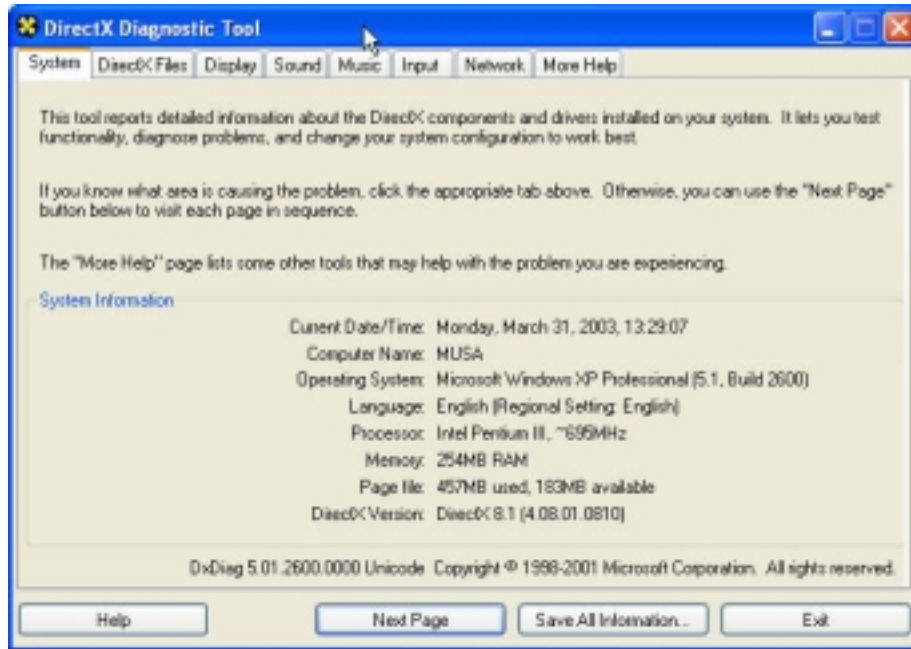 DirectX Diagnostic Tool
System DirectX Files Display Sound Music Input Network More Help
This tool reports detailed information about the DirectX components and drivers installed on your system. It lets you test
functionality, diagnose problems, and change your system configuration to work best.
If you know what area is causing the problem, click the appropriate tab above. Otherwise, you can use the "Next Page"
button below to visit each page in sequence.
The "More Help" page lists some other tools that may help with the problem you are experiencing.
System Information
Current Date/Time: Monday, March 31, 2003, 13:29:07
Computer Name: MUSA
Operating System: Microsoft Windows XP Professional (5.1, Build 2600)
Language: English (Regional Setting: English)
Processor: Intel Pentium III, ~695MHz
Memory: 254MB RAM
Page file: 457MB used, 183MB available
DirectX Version: DirectX 8.1 (4.08.01.0810)
DxDiag 5.01.2600.0000 Unicode Copyright © 1998-2001 Microsoft Corporation. All rights reserved.
Help Next Page Save All Information... Exit